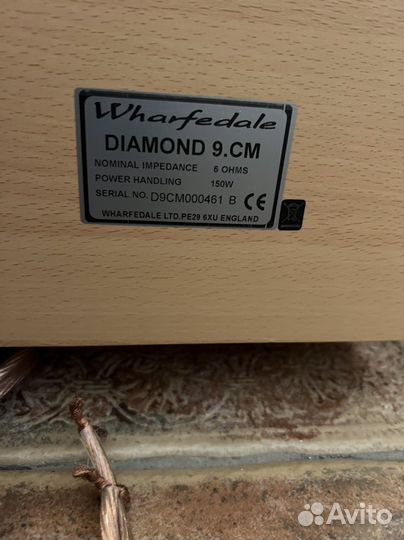 Wharfedale
DIAMOND 9.CM
NOMINAL IMPEDANCE 6 OHMS
POWER HANDLING 150W
SERIAL NO. D9CM000461 B CE
WHARFEDALE LTD.PE29 6XU ENGLAND
Avito